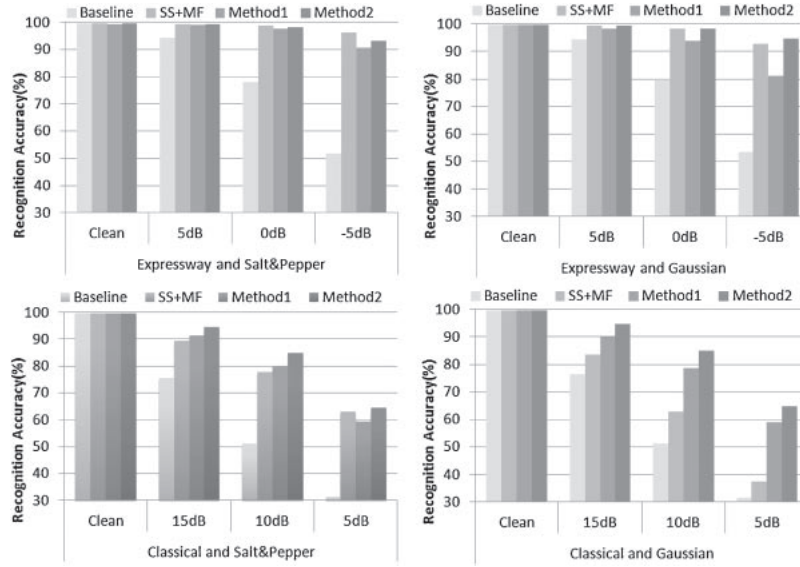 Baseline SS+MF Method1 Method2
Recognition Accuracy(%)
100
90
80
70
60
50
40
30
Clean 5dB 0dB -5dB
Expressway and Salt&Pepper
Baseline SS+MF Method1 Method2
Recognition Accuracy(%)
100
90
80
70
60
50
40
30
Clean 5dB 0dB -5dB
Expressway and Gaussian
Baseline SS+MF Method1 Method2
Recognition Accuracy(%)
100
90
80
70
60
50
40
30
Clean 15dB 10dB 5dB
Classical and Salt&Pepper
Baseline SS+MF Method1 Method2
Recognition Accuracy(%)
100
90
80
70
60
50
40
30
Clean 15dB 10dB 5dB
Classical and Gaussian